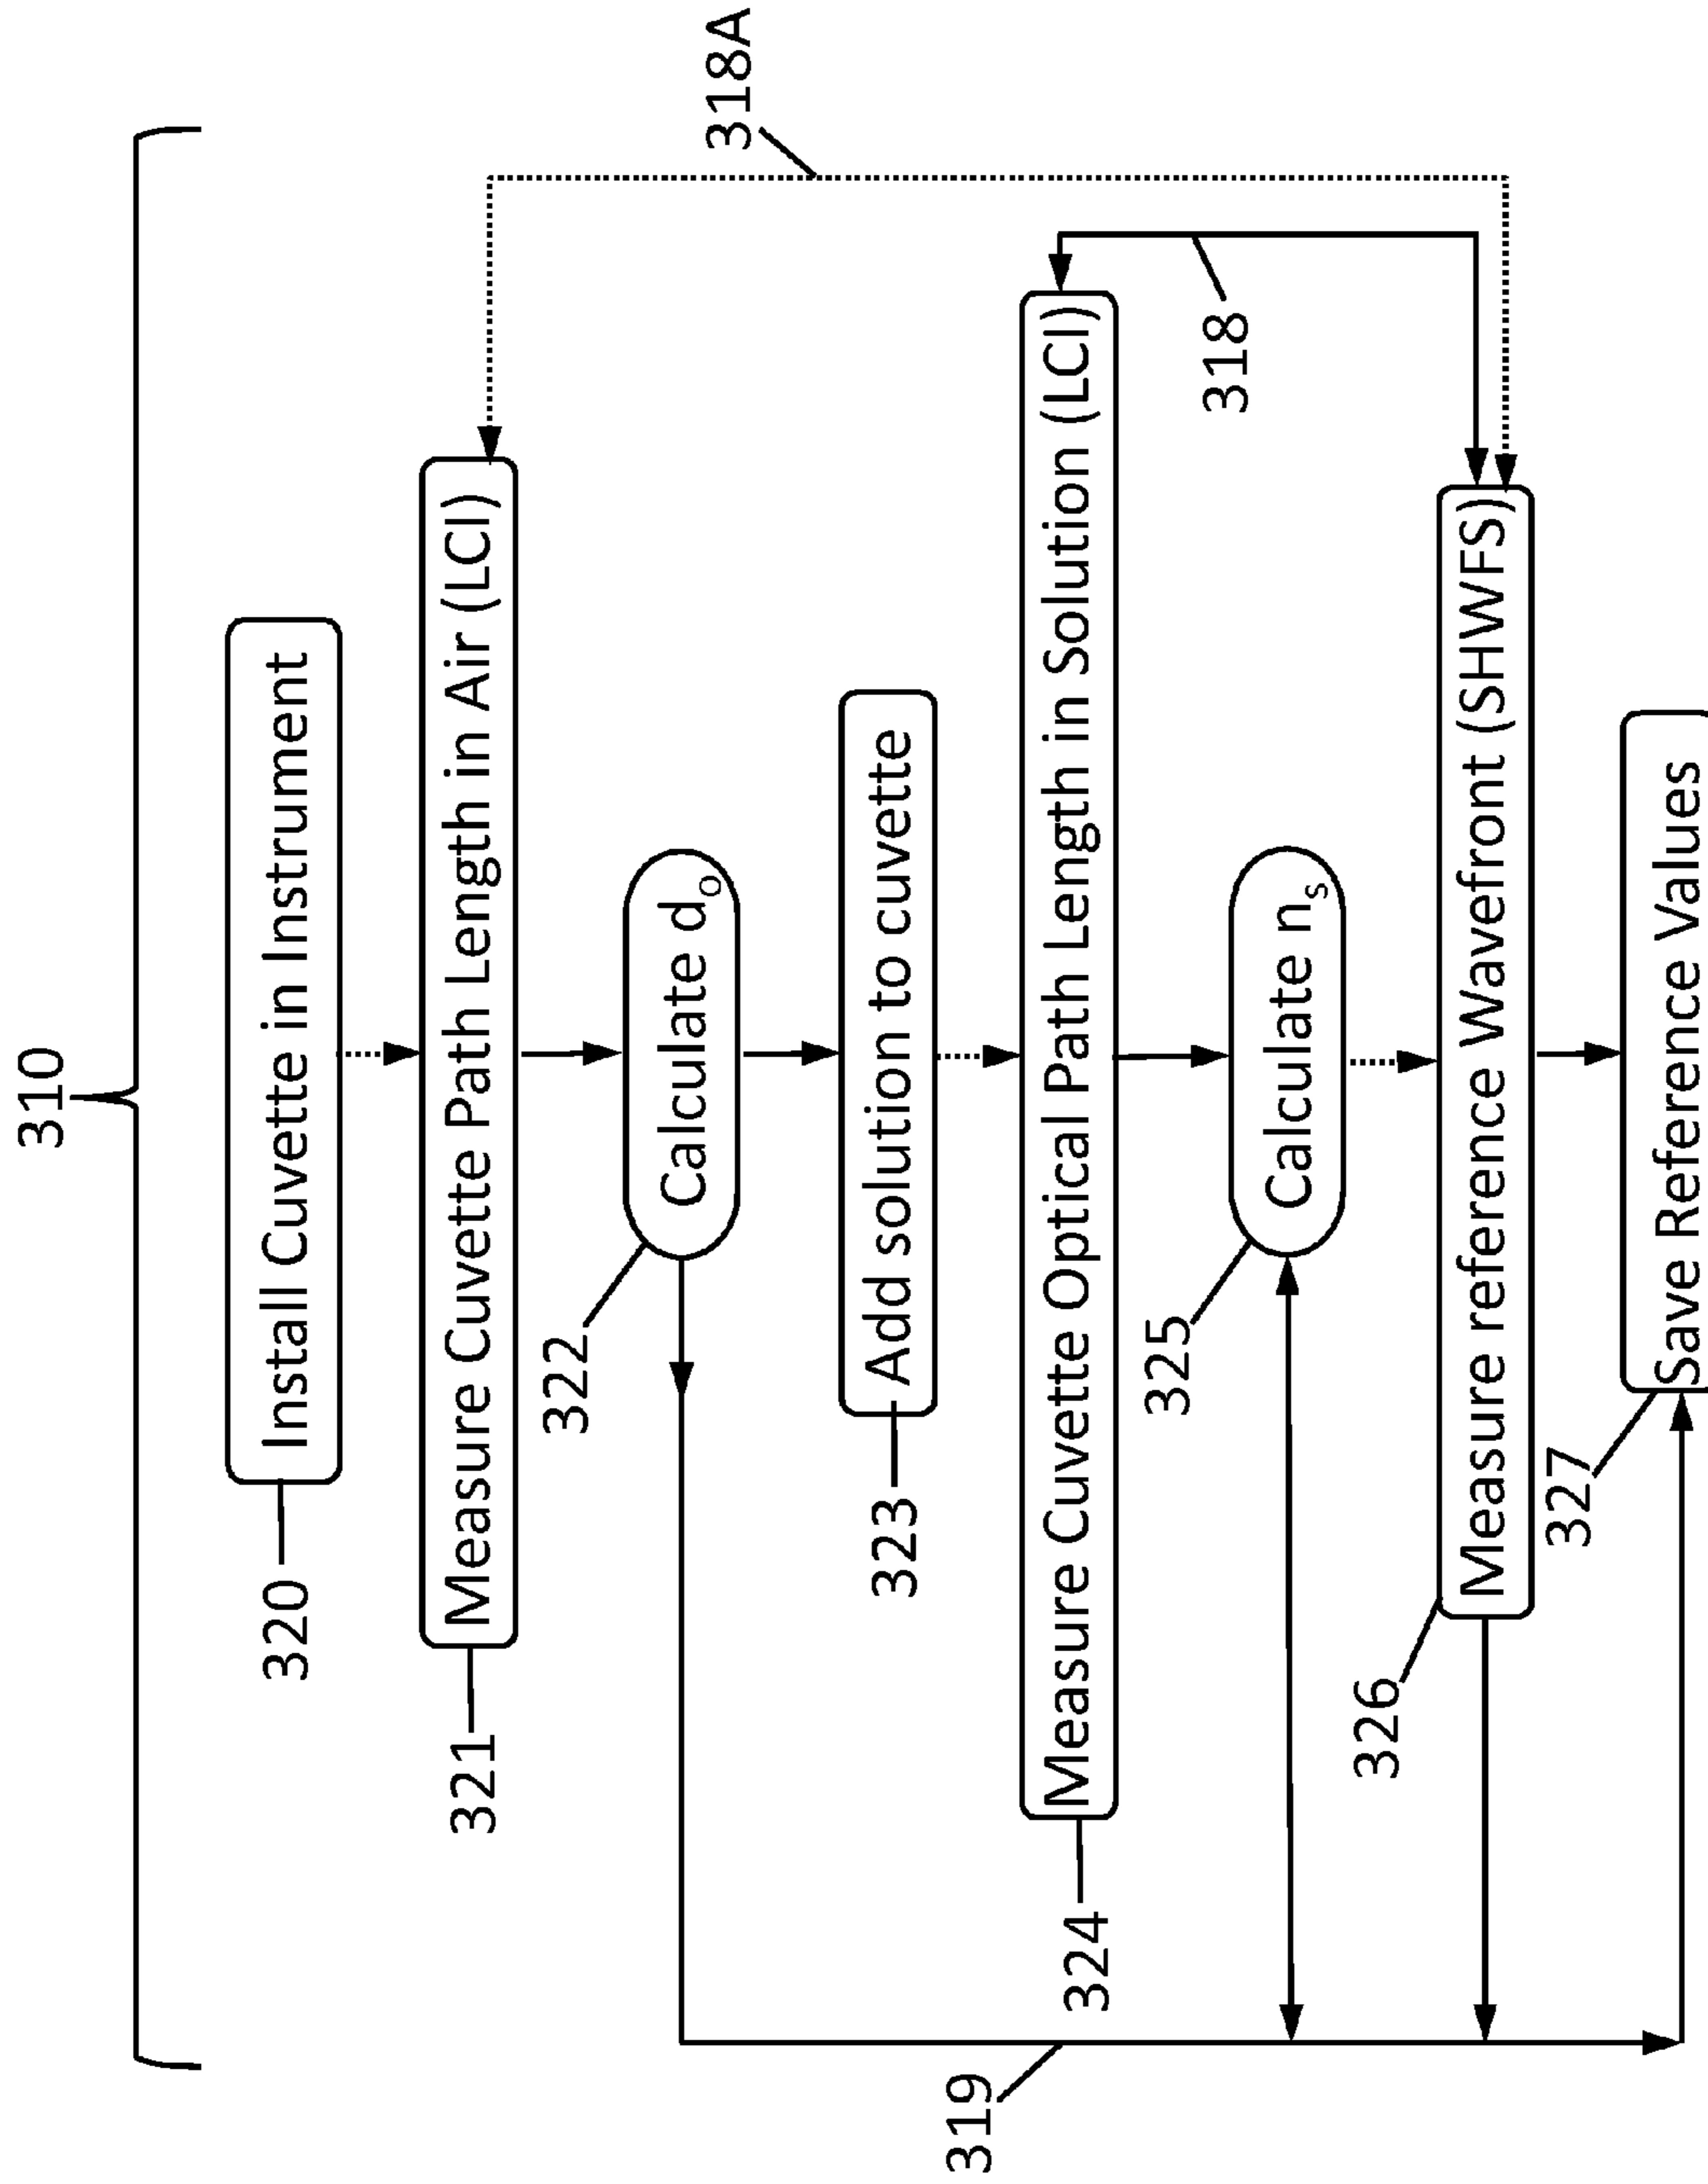 310
320
Install Cuvette in Instrument
321
Measure Cuvette Path Length in Air (LCI)
318A
322
Calculate dₒ
323
Add solution to cuvette
324
Measure Cuvette Optical Path Length in Solution (LCI)
318
325
Calculate nₛ
319
326
Measure reference Wavefront (SHWFS)
327
Save Reference Values